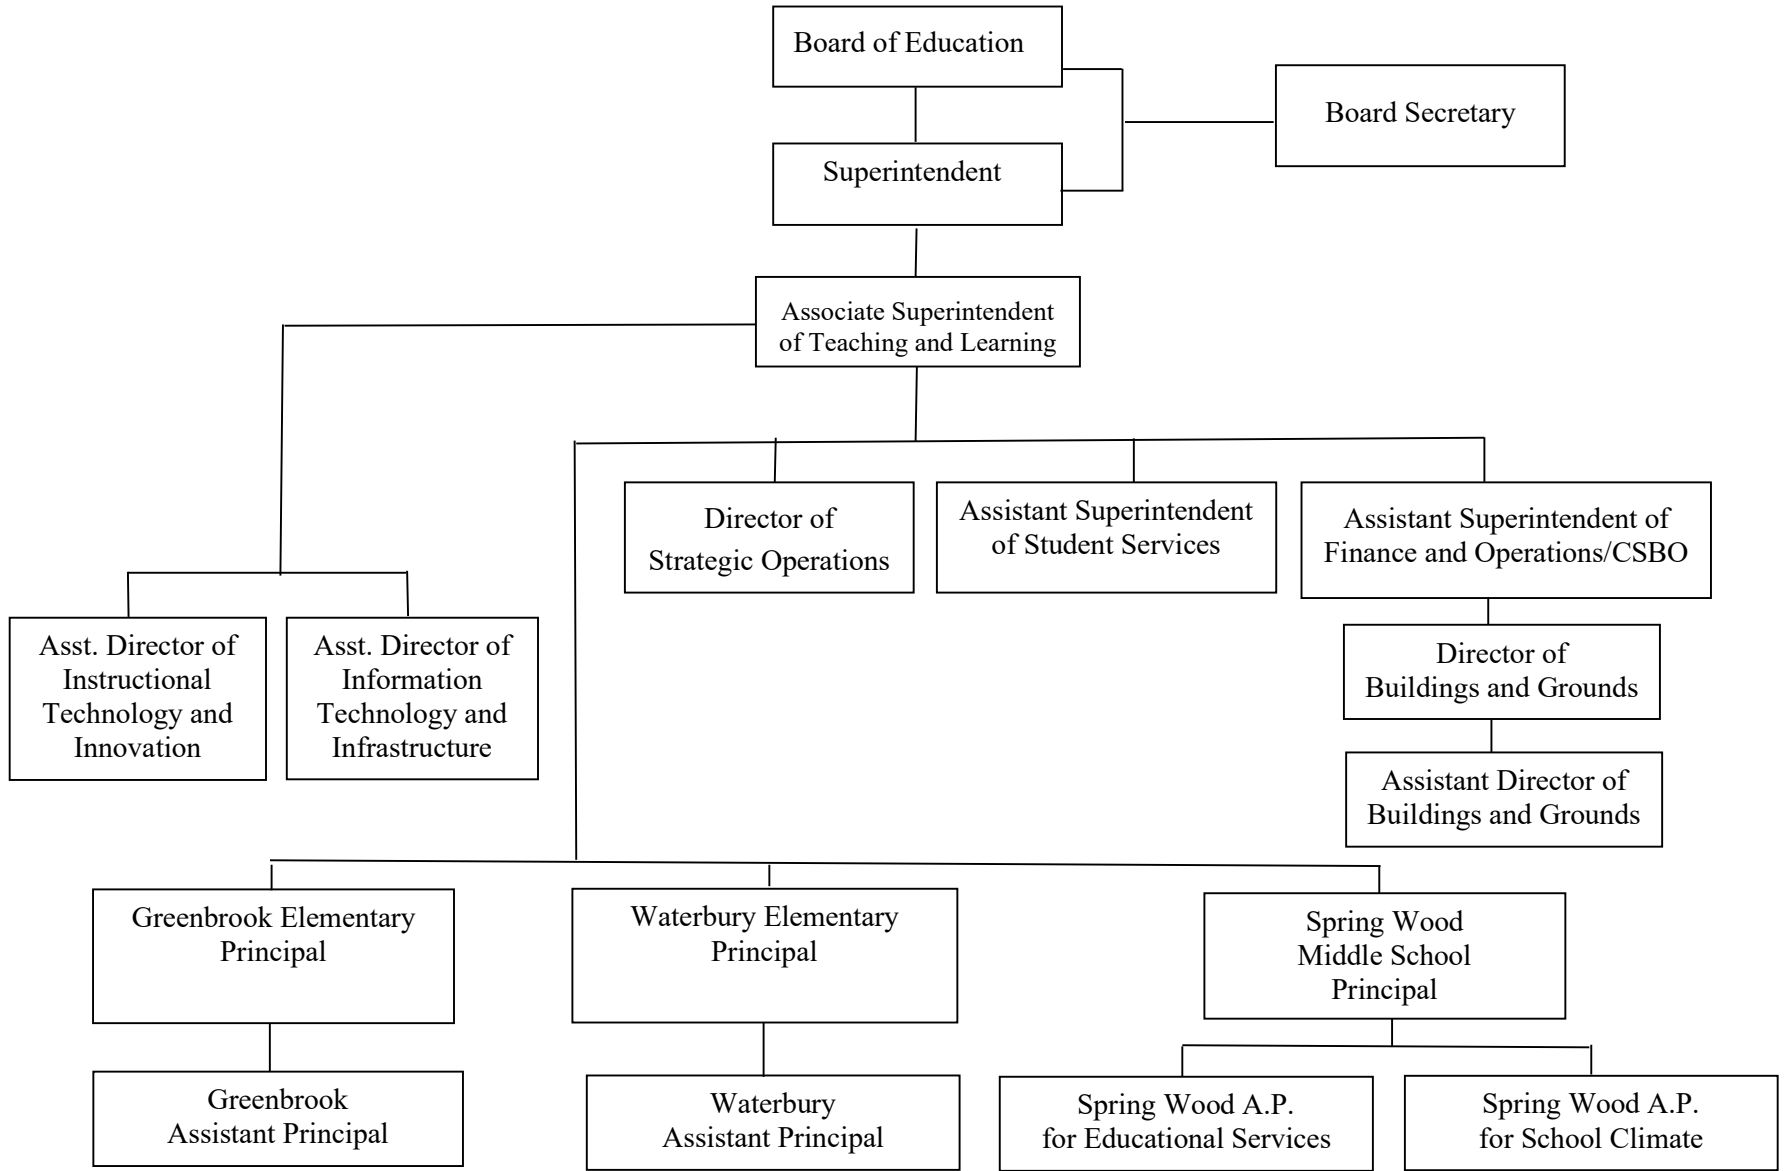 Board of Education
Board Secretary
Superintendent
Associate Superintendent
of Teaching and Learning
Director of
Strategic Operations
Assistant Superintendent
of Student Services
Assistant Superintendent of
Finance and Operations/CSBO
Asst. Director of
Instructional
Technology and
Innovation
Asst. Director of
Information
Technology and
Infrastructure
Director of
Buildings and Grounds
Assistant Director of
Buildings and Grounds
Greenbrook Elementary
Principal
Waterbury Elementary
Principal
Spring Wood
Middle School
Principal
Greenbrook
Assistant Principal
Waterbury
Assistant Principal
Spring Wood A.P.
for Educational Services
Spring Wood A.P.
for School Climate